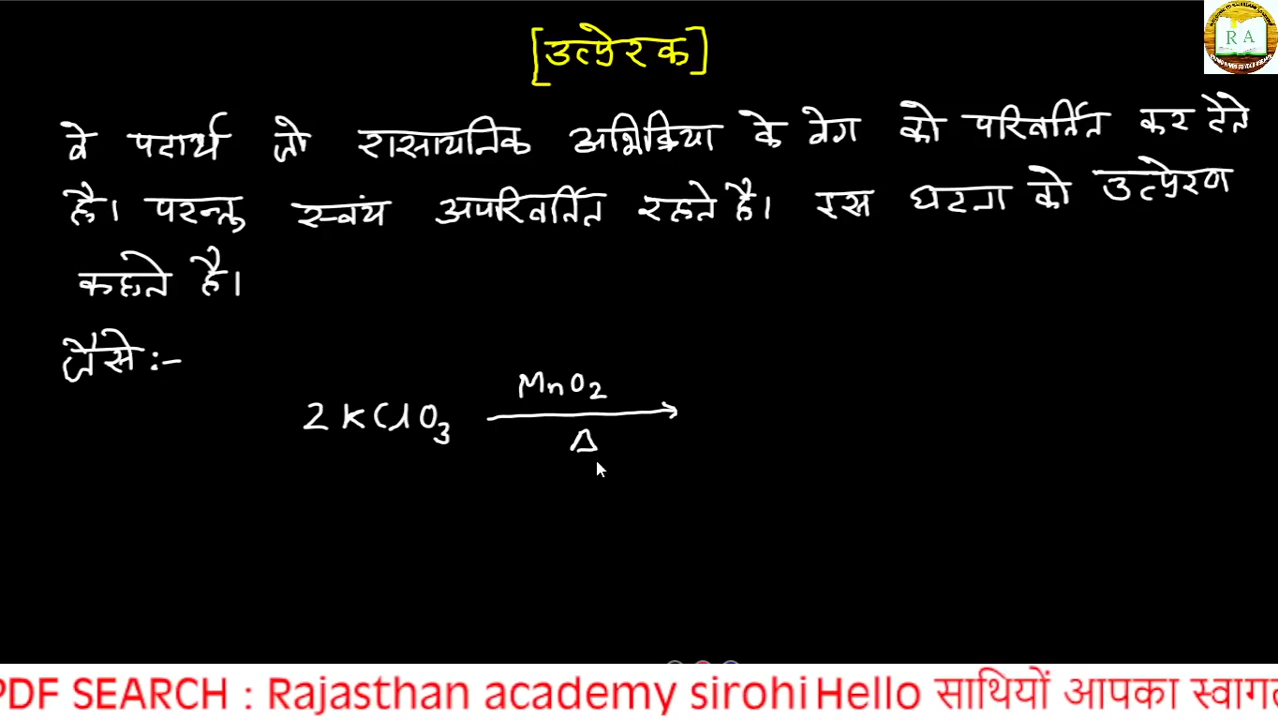 [उत्प्रेरक]
R A
वे पदार्थ जो रासायनिक अभिक्रिया के वेग को परिवर्तित कर देते
है। परन्तु स्वयं अपरिवर्तित रहते है। इस घटना को उत्प्रेरण
कहते है।
जैसे:-
MnO₂
2KClO₃ ⟶
Δ
PDF SEARCH : Rajasthan academy sirohi Hello साथियों आपका स्वागत